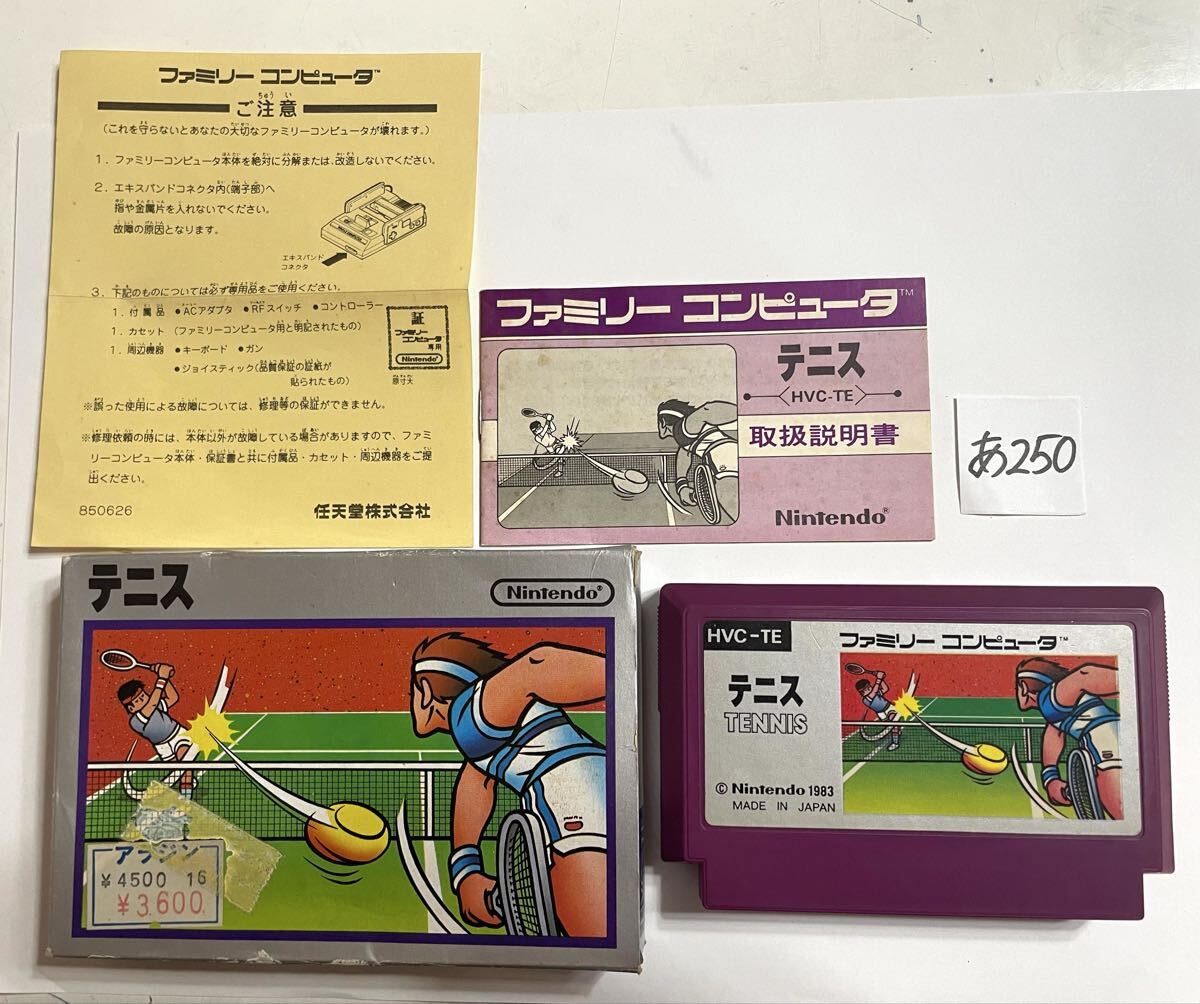 ファミリー コンピュータ™
ちゅう い
ご注意
(これを守らないとあなたの大切なファミリーコンピュータが壊れます。)
1. ファミリーコンピュータ本体を絶対に分解または、改造しないでください。
2. エキスパンドコネクタ内(端子部)へ
指や金属片を入れないでください。
故障の原因となります。
エキスパンド
コネクタ
3. 下記のものについては必ず専用品をご使用ください。
1. 付属品 ●ACアダプタ ●RFスイッチ ●コントローラー
1. カセット (ファミリーコンピュータ用と明記されたもの)
1. 周辺機器 ●キーボード ●ガン
●ジョイスティック(品質保証の証紙が
貼られたもの)
証
ファミリー
コンピュータ
専用
Nintendo
原寸大
※誤った使用による故障については、修理等の保証ができません。
※修理依頼の時には、本体以外が故障している場合がありますので、ファミ
リーコンピュータ本体・保証書と共に付属品・カセット・周辺機器をご提
出ください。
850626 任天堂株式会社
ファミリー コンピュータ™
テニス
HVC-TE
取扱説明書
Nintendo®
あ250
テニス
Nintendo®
アラジン
¥4500 16
¥3,600
HVC-TE
ファミリー コンピュータ™
テニス
TENNIS
© Nintendo 1983
MADE IN JAPAN